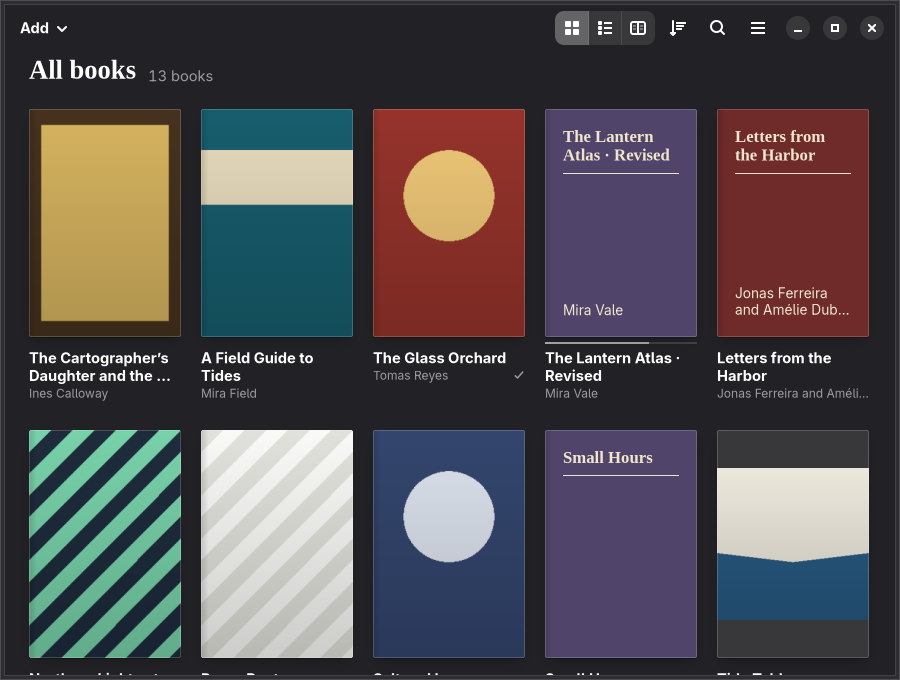 Add
All books 13 books
The Lantern
Atlas · Revised
Mira Vale
Letters from
the Harbor
Jonas Ferreira
and Amélie Dub…
The Cartographer’s
Daughter and the …
Ines Calloway
A Field Guide to
Tides
Mira Field
The Glass Orchard
Tomas Reyes
The Lantern Atlas ·
Revised
Mira Vale
Letters from the
Harbor
Jonas Ferreira and Améli…
Small Hours
Small Hours